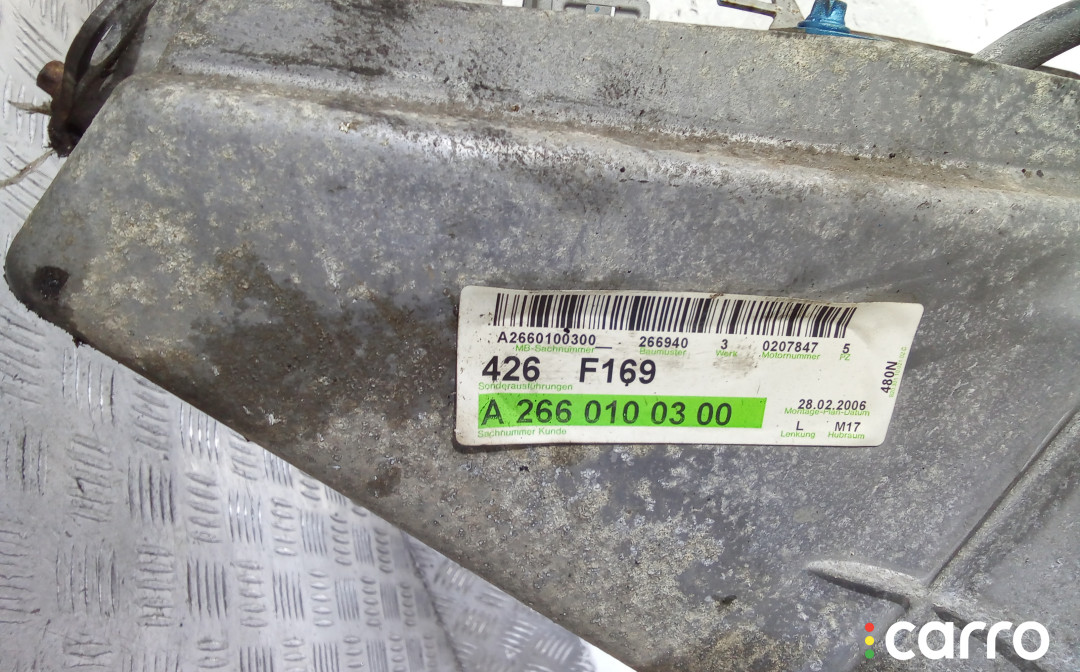 A2660100300__ 266940 3 0207847 5
MB-Sachnummer Baumuster Werk Motornummer PZ
426 F169
Sonderausführungen
A 266 010 03 00
Sachnummer Kunde
28.02.2006
Montage-Plan-Datum
L M17
Lenkung Hubraum
480N
carro